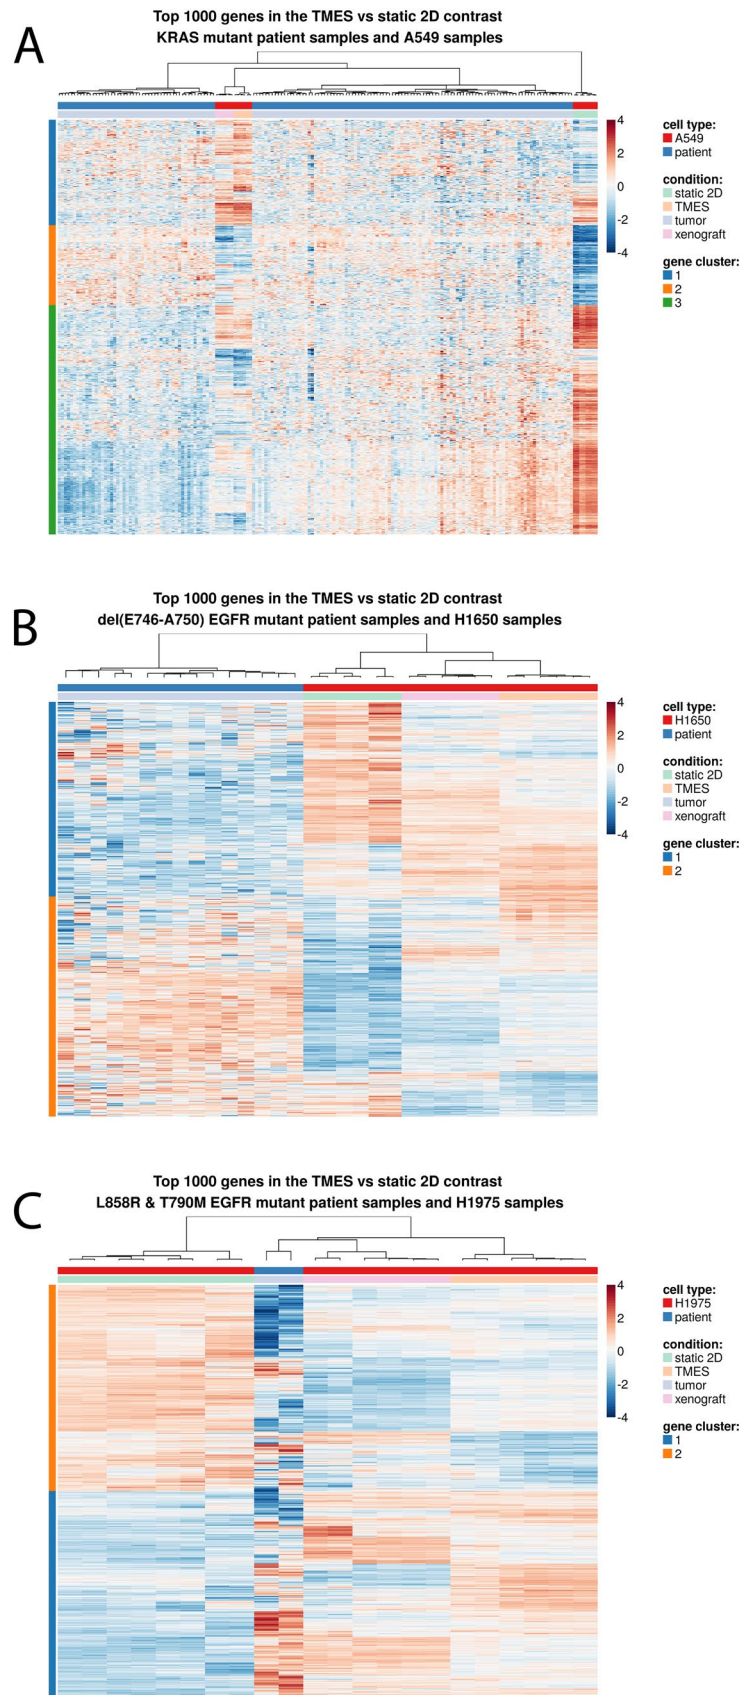 A
Top 1000 genes in the TMES vs static 2D contrast
KRAS mutant patient samples and A549 samples
4
2
0
-2
-4
cell type:
A549
patient
condition:
static 2D
TMES
tumor
xenograft
gene cluster:
1
2
3
B
Top 1000 genes in the TMES vs static 2D contrast
del(E746-A750) EGFR mutant patient samples and H1650 samples
4
2
0
-2
-4
cell type:
H1650
patient
condition:
static 2D
TMES
tumor
xenograft
gene cluster:
1
2
C
Top 1000 genes in the TMES vs static 2D contrast
L858R & T790M EGFR mutant patient samples and H1975 samples
4
2
0
-2
-4
cell type:
H1975
patient
condition:
static 2D
TMES
tumor
xenograft
gene cluster:
1
2